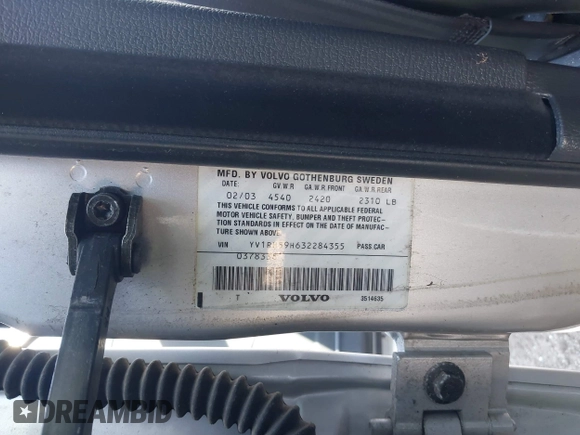 MFD. BY VOLVO GOTHENBURG SWEDEN
DATE: GV.W.R GA.W.R.FRONT GA.W.R.REAR
02/03 4540 2420 2310 LB
THIS VEHICLE CONFORMS TO ALL APPLICABLE FEDERAL
MOTOR VEHICLE SAFETY, BUMPER AND THEFT PROTEC-
TION STANDARDS IN EFFECT ON THE DATE OF MANUFAC-
TURE SHOWN ABOVE.
VIN PASS CAR
T VOLVO 3514635
DREAMBID